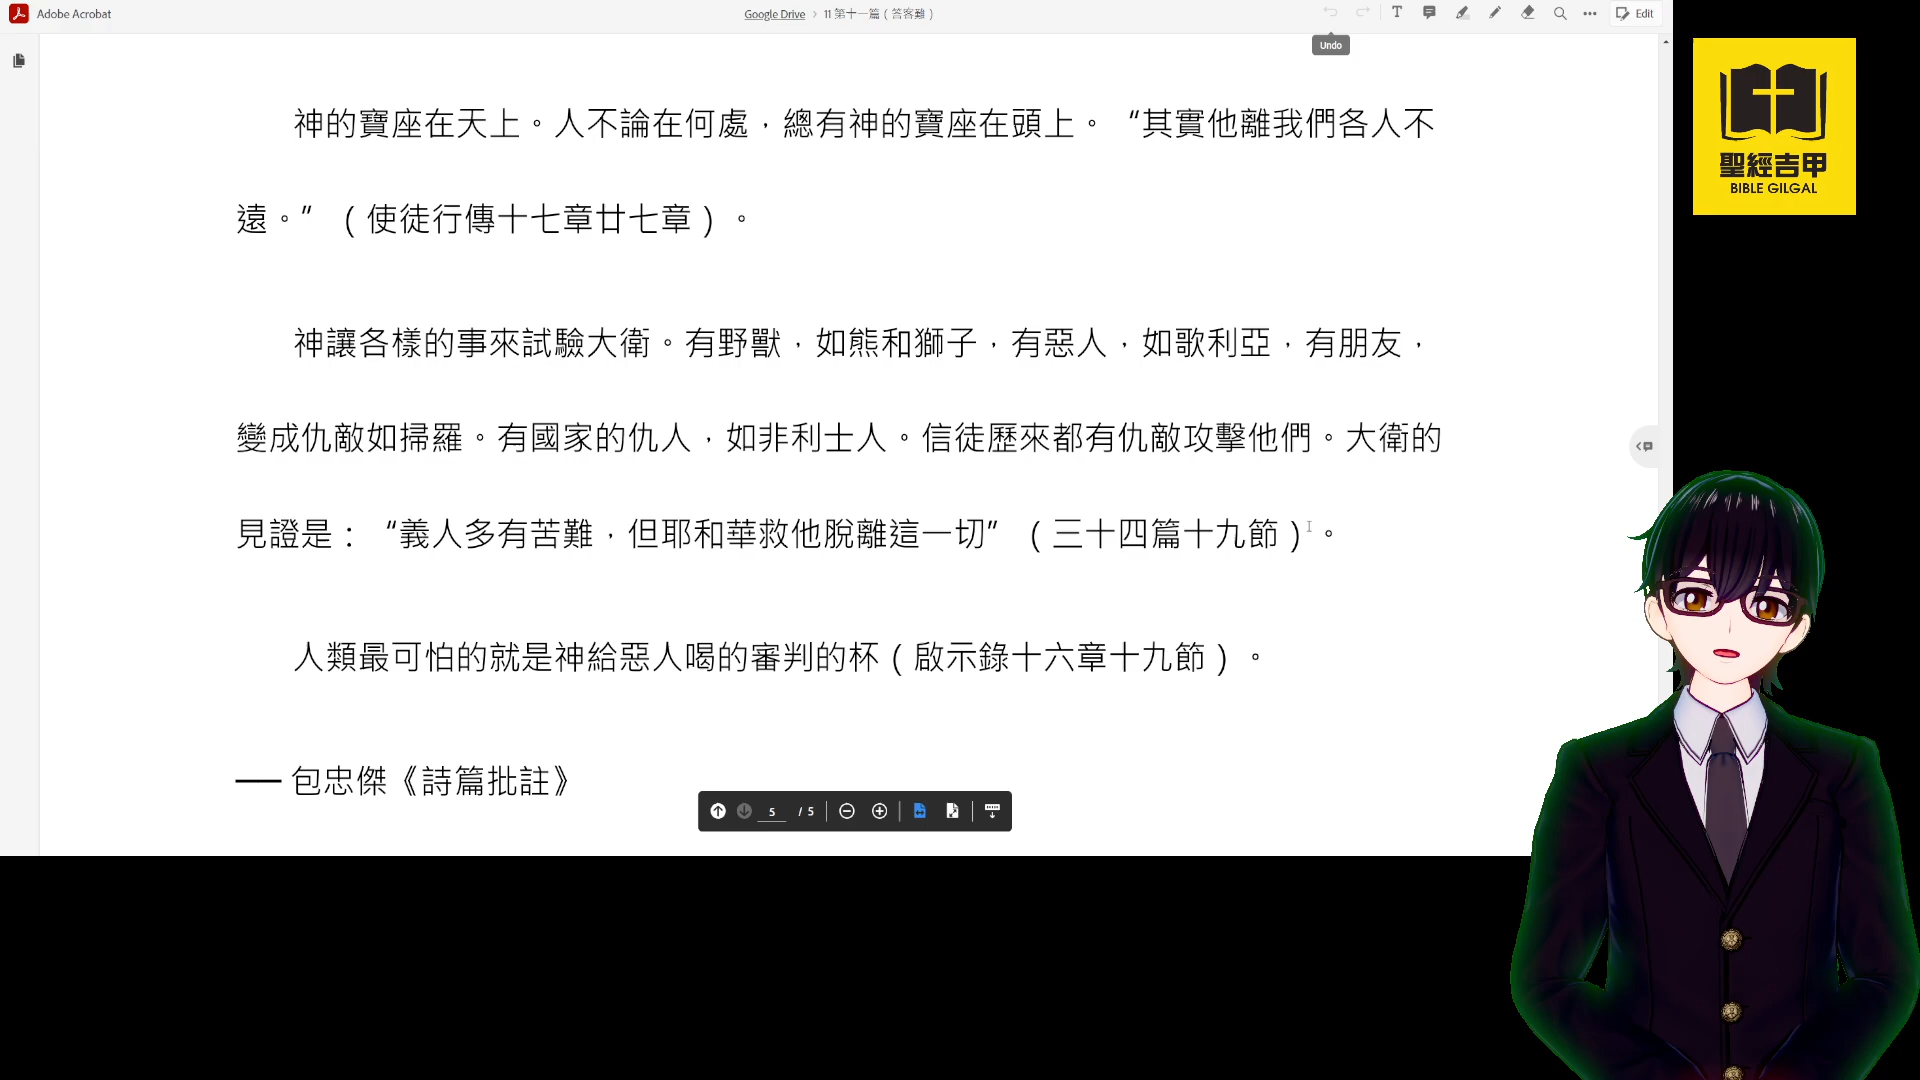 Adobe Acrobat
Google Drive › 11 第十一篇（答客難）
Edit
Undo
神的寶座在天上。人不論在何處，總有神的寶座在頭上。“其實他離我們各人不
遠。”（使徒行傳十七章廿七章）。
神讓各樣的事來試驗大衛。有野獸，如熊和獅子，有惡人，如歌利亞，有朋友，
變成仇敵如掃羅。有國家的仇人，如非利士人。信徒歷來都有仇敵攻擊他們。大衛的
見證是：“義人多有苦難，但耶和華救他脫離這一切”（三十四篇十九節）。
人類最可怕的就是神給惡人喝的審判的杯（啟示錄十六章十九節）。
── 包忠傑《詩篇批註》
5 / 5
聖經吉甲
BIBLE GILGAL